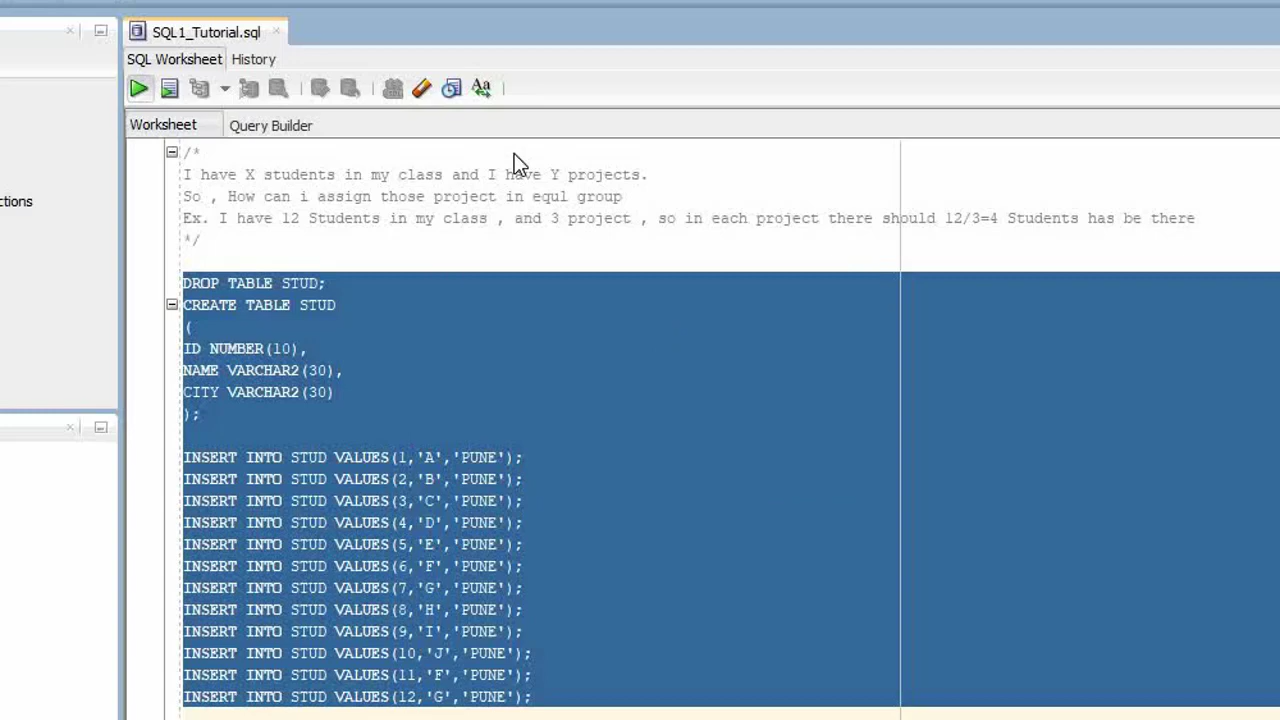 SQL1_Tutorial.sql
SQL Worksheet History
Aa
Worksheet Query Builder
/*
I have X students in my class and I have Y projects.
So , How can i assign those project in equl group
Ex. I have 12 Students in my class , and 3 project , so in each project there should 12/3=4 Students has be there
*/
ctions
DROP TABLE STUD;
CREATE TABLE STUD
(
ID NUMBER(10),
NAME VARCHAR2(30),
CITY VARCHAR2(30)
);
INSERT INTO STUD VALUES(1,'A','PUNE');
INSERT INTO STUD VALUES(2,'B','PUNE');
INSERT INTO STUD VALUES(3,'C','PUNE');
INSERT INTO STUD VALUES(4,'D','PUNE');
INSERT INTO STUD VALUES(5,'E','PUNE');
INSERT INTO STUD VALUES(6,'F','PUNE');
INSERT INTO STUD VALUES(7,'G','PUNE');
INSERT INTO STUD VALUES(8,'H','PUNE');
INSERT INTO STUD VALUES(9,'I','PUNE');
INSERT INTO STUD VALUES(10,'J','PUNE');
INSERT INTO STUD VALUES(11,'F','PUNE');
INSERT INTO STUD VALUES(12,'G','PUNE');